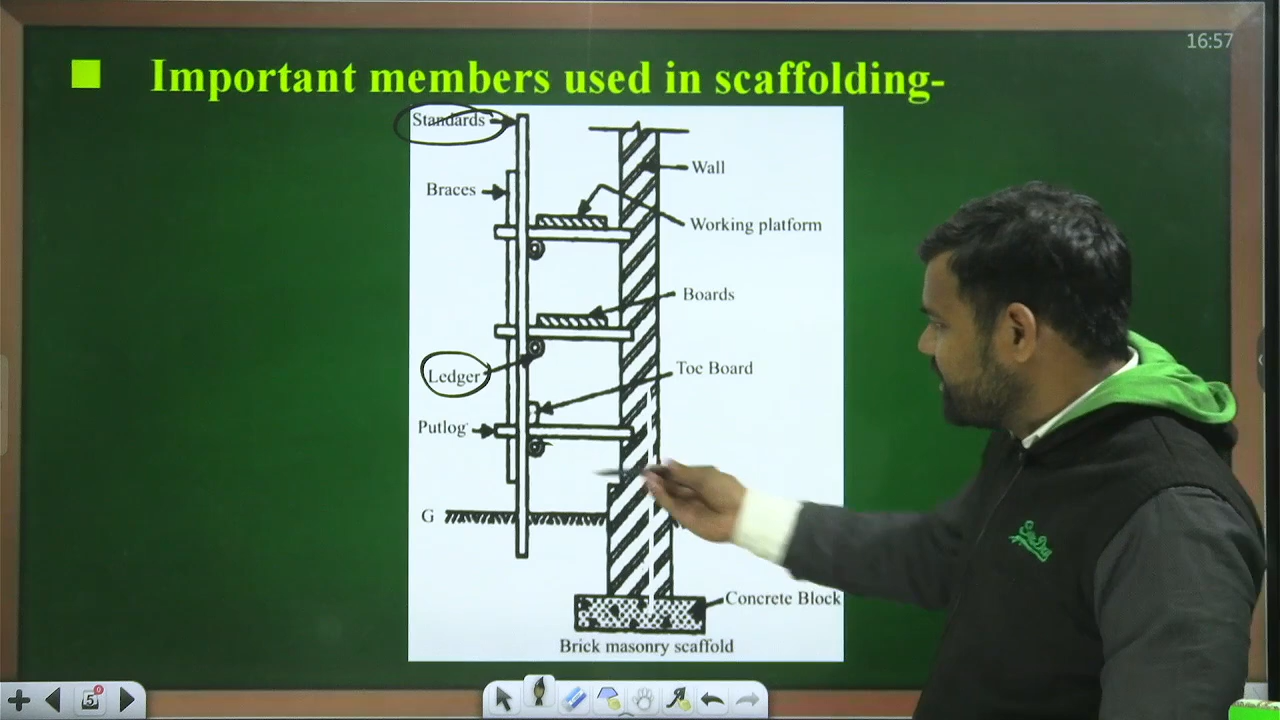 16:57
Important members used in scaffolding-
Standards
Wall
Braces
Working platform
Boards
Toe Board
Ledger
Putlog
G
Concrete Block
Brick masonry scaffold
5